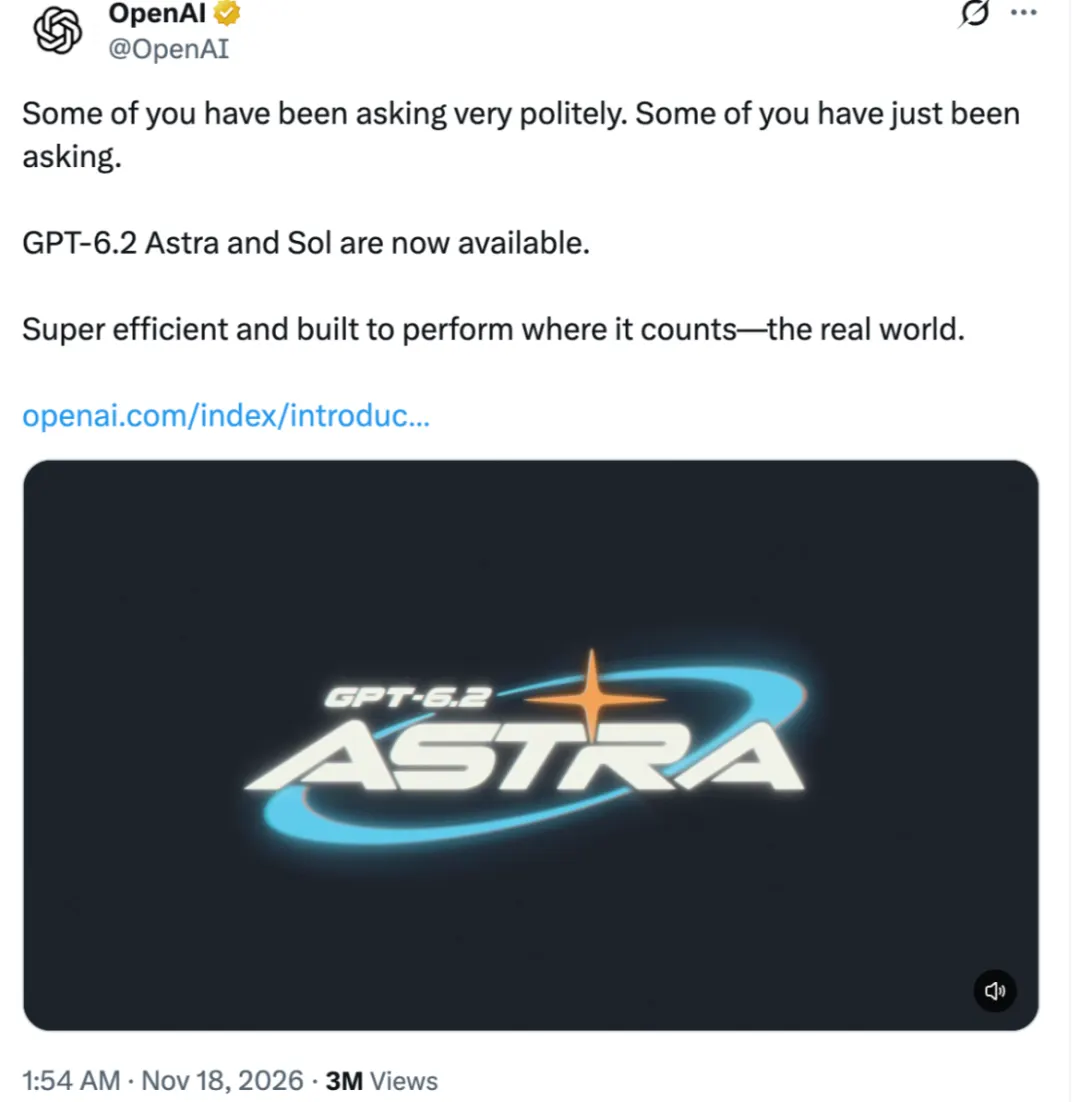 OpenAI
@OpenAI
Some of you have been asking very politely. Some of you have just been
asking.
GPT-6.2 Astra and Sol are now available.
Super efficient and built to perform where it counts—the real world.
openai.com/index/introduc...
GPT-6.2
ASTRA
1:54 AM · Nov 18, 2026 · 3M Views